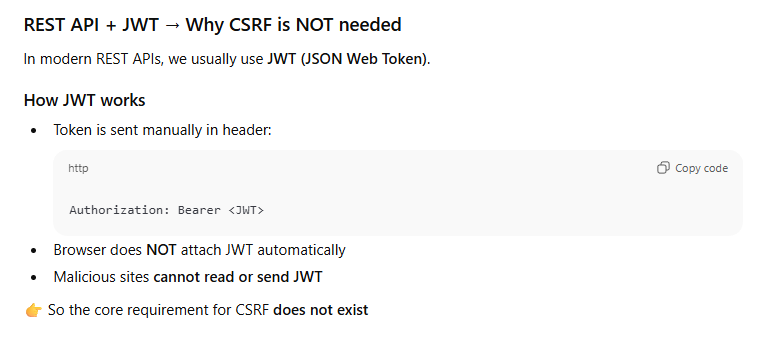 REST API + JWT → Why CSRF is NOT needed
In modern REST APIs, we usually use JWT (JSON Web Token).
How JWT works
• Token is sent manually in header:
http
Copy code
Authorization: Bearer <JWT>
• Browser does NOT attach JWT automatically
• Malicious sites cannot read or send JWT
👉 So the core requirement for CSRF does not exist